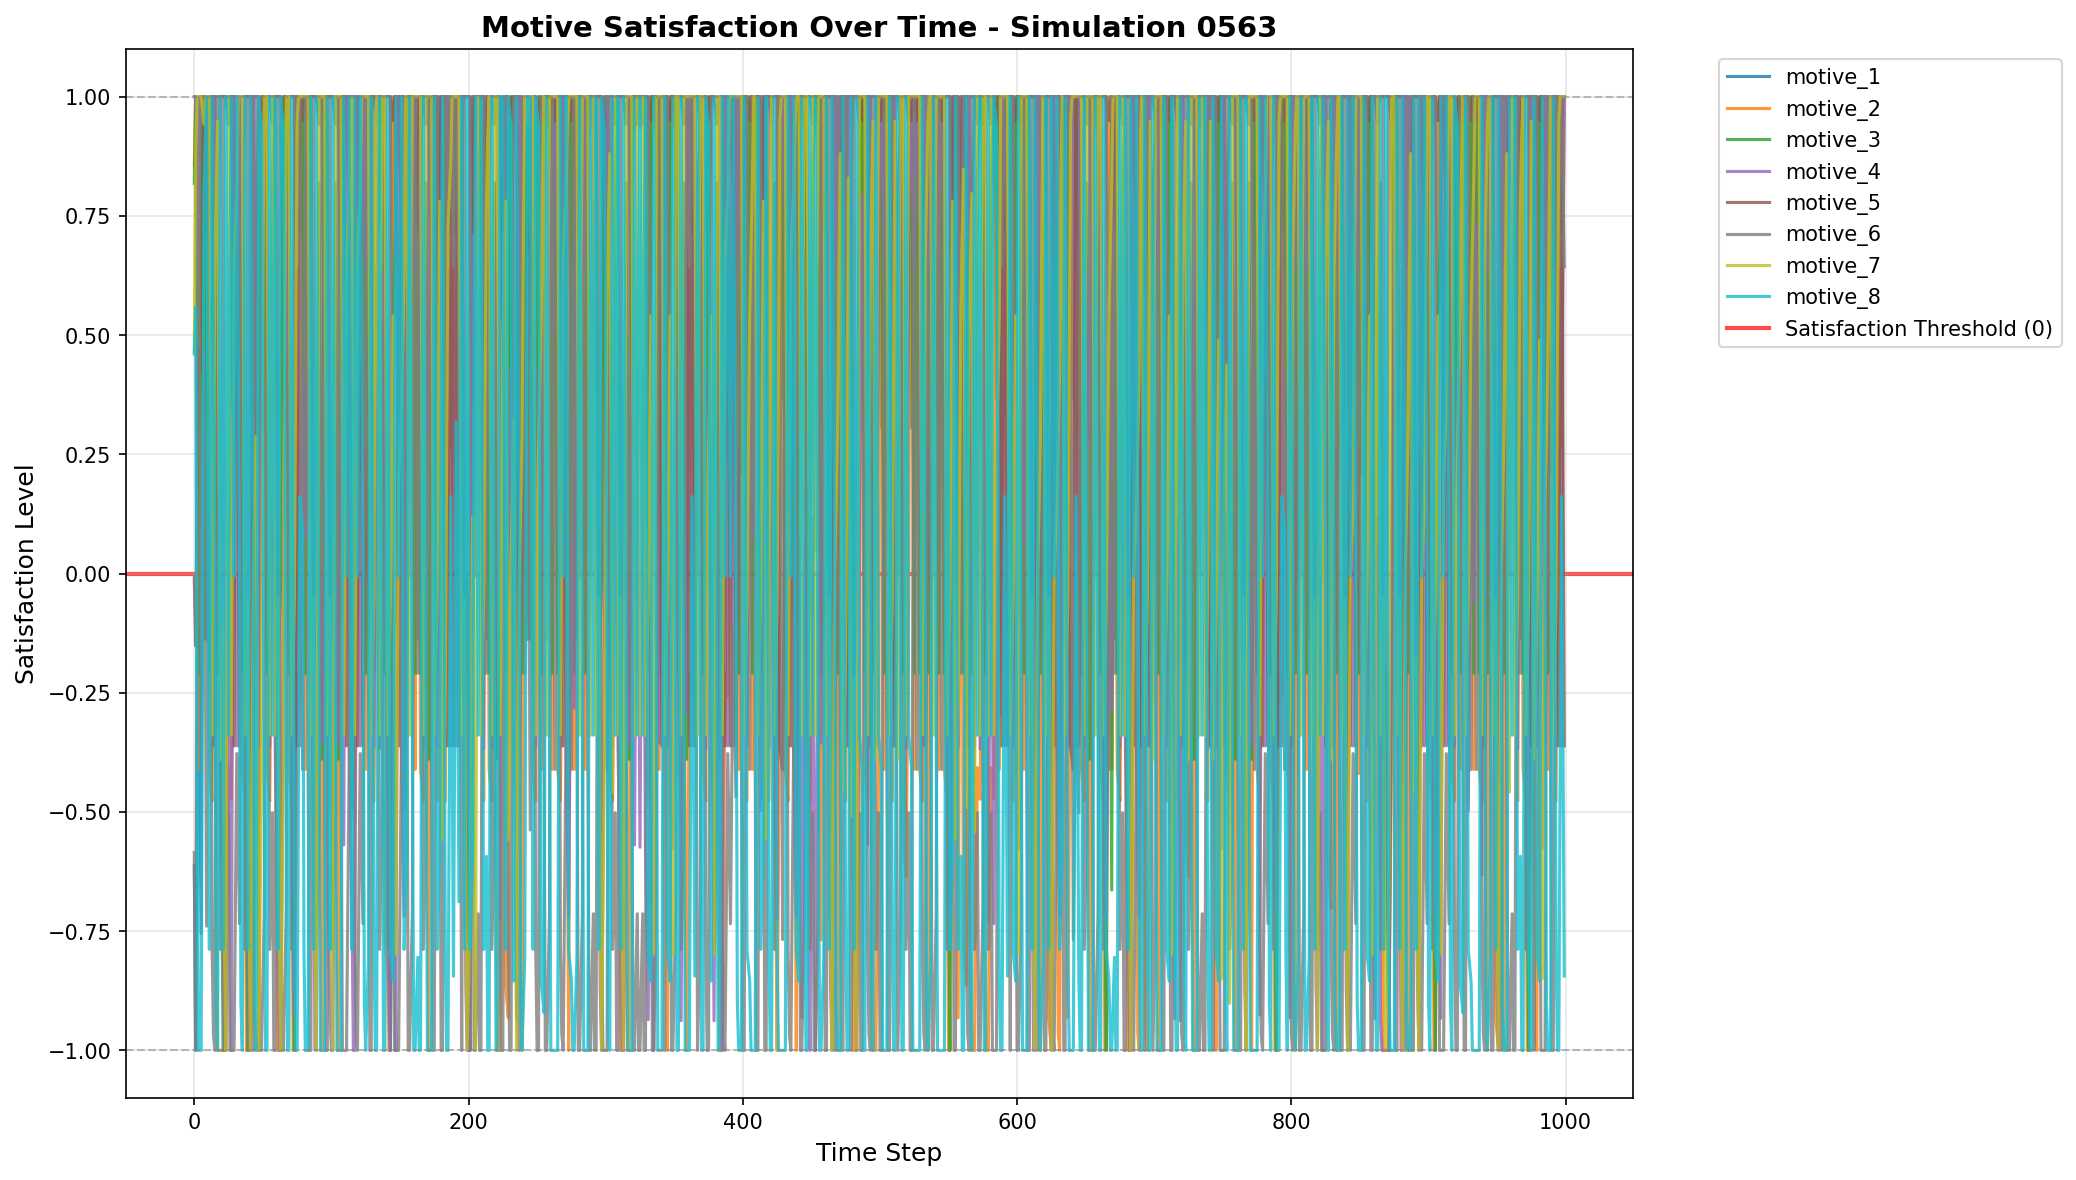 Motive Satisfaction Over Time - Simulation 0563
1.00
0.75
0.50
0.25
0.00
−0.25
−0.50
−0.75
−1.00
Satisfaction Level
0
200
400
600
800
1000
Time Step
motive_1
motive_2
motive_3
motive_4
motive_5
motive_6
motive_7
motive_8
Satisfaction Threshold (0)